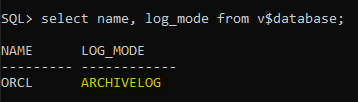 SQL> select name, log_mode from v$database;
NAME      LOG_MODE
--------- ------------
ORCL      ARCHIVELOG